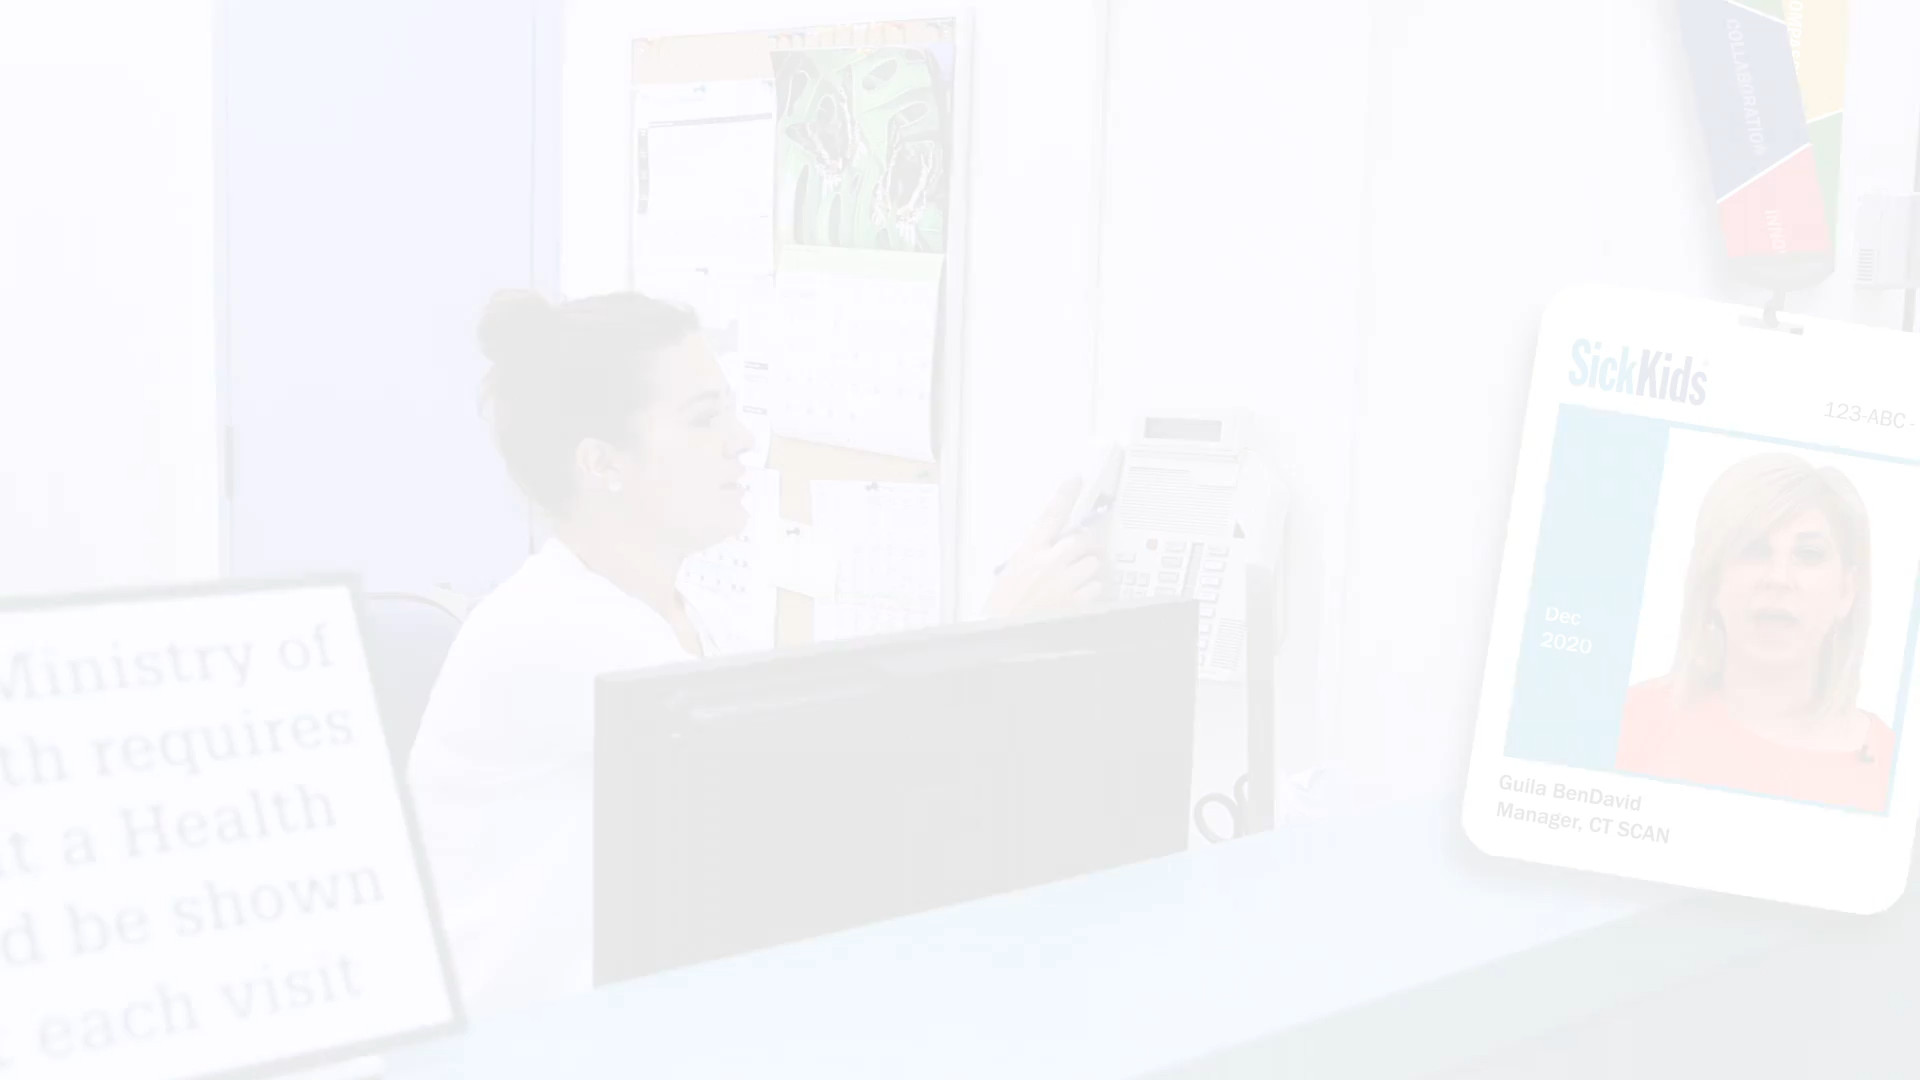 Ministry of
th requires
t a Health
d be shown
each visit
COLLABORATION
INNO
SickKids
123-ABC -
Dec
2020
Guila BenDavid
Manager, CT SCAN